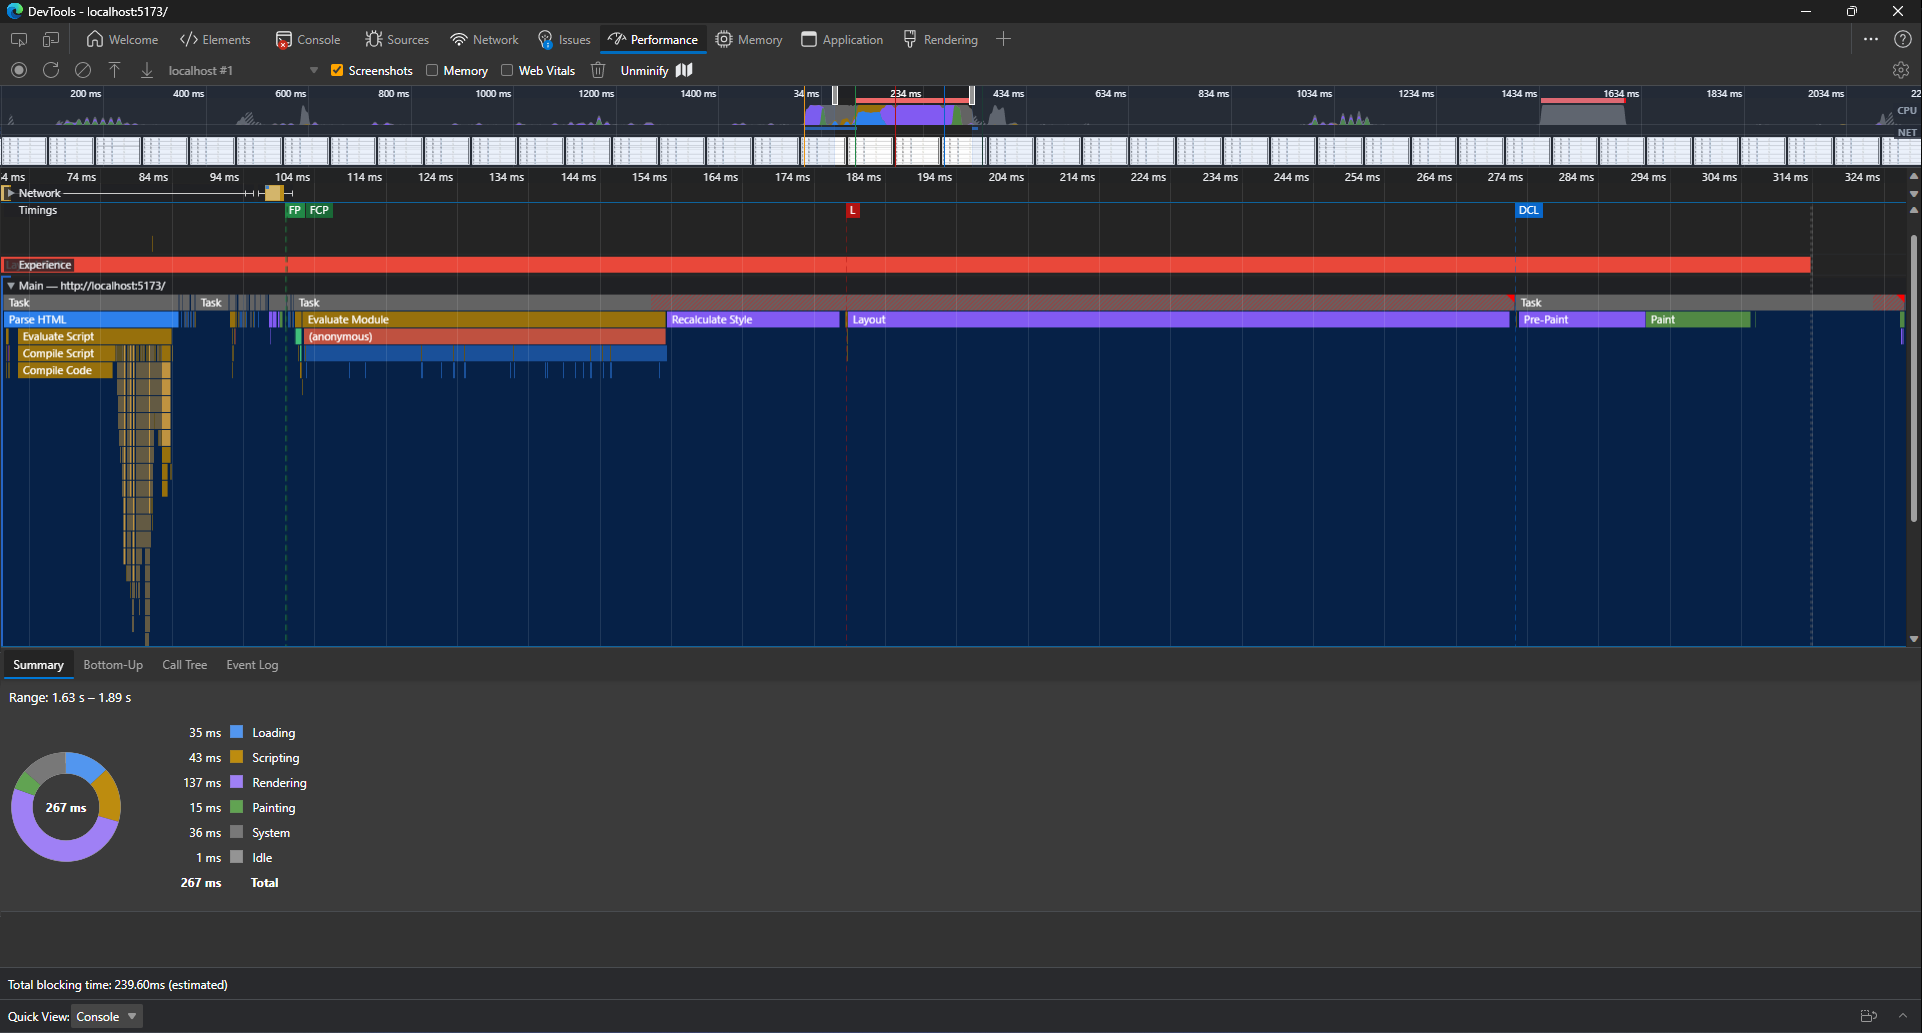 DevTools - localhost:5173/
Welcome Elements Console Sources Network Issues Performance Memory Application Rendering
localhost #1 Screenshots Memory Web Vitals Unminify
200 ms 400 ms 600 ms 800 ms 1000 ms 1200 ms 1400 ms 34 ms 234 ms 434 ms 634 ms 834 ms 1034 ms 1234 ms 1434 ms 1634 ms 1834 ms 2034 ms 22
CPU
NET
4 ms 74 ms 84 ms 94 ms 104 ms 114 ms 124 ms 134 ms 144 ms 154 ms 164 ms 174 ms 184 ms 194 ms 204 ms 214 ms 224 ms 234 ms 244 ms 254 ms 264 ms 274 ms 284 ms 294 ms 304 ms 314 ms 324 ms
Network
Timings FP FCP L DCL
Experience
Main — http://localhost:5173/
Task Task Task Task
Parse HTML Evaluate Module Recalculate Style Layout Pre-Paint Paint
Evaluate Script (anonymous)
Compile Script
Compile Code
Summary Bottom-Up Call Tree Event Log
Range: 1.63 s – 1.89 s
35 ms Loading
43 ms Scripting
137 ms Rendering
267 ms
15 ms Painting
36 ms System
1 ms Idle
267 ms Total
Total blocking time: 239.60ms (estimated)
Quick View: Console